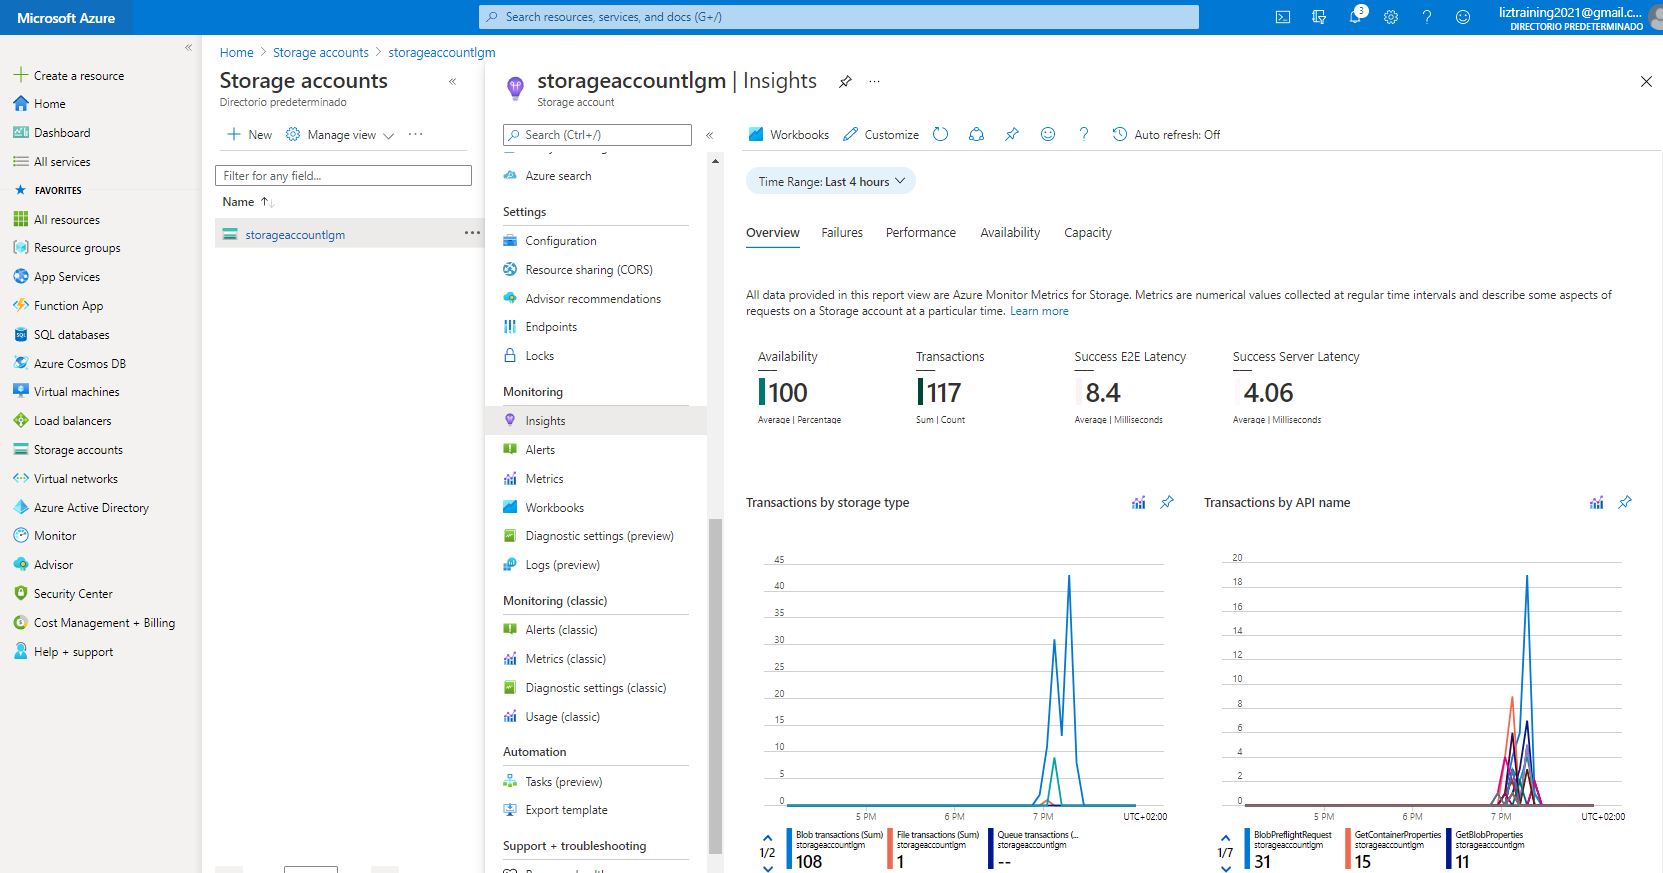 Microsoft Azure
Search resources, services, and docs (G+/)
3
liztraining2021@gmail.c...
DIRECTORIO PREDETERMINADO
Create a resource
Home
Dashboard
All services
FAVORITES
All resources
Resource groups
App Services
Function App
SQL databases
Azure Cosmos DB
Virtual machines
Load balancers
Storage accounts
Virtual networks
Azure Active Directory
Monitor
Advisor
Security Center
Cost Management + Billing
Help + support
Home > Storage accounts > storageaccountlgm
Storage accounts
Directorio predeterminado
New Manage view ...
Filter for any field...
Name
storageaccountlgm ...
storageaccountlgm | Insights ...
Storage account
Search (Ctrl+/)
Azure search
Settings
Configuration
Resource sharing (CORS)
Advisor recommendations
Endpoints
Locks
Monitoring
Insights
Alerts
Metrics
Workbooks
Diagnostic settings (preview)
Logs (preview)
Monitoring (classic)
Alerts (classic)
Metrics (classic)
Diagnostic settings (classic)
Usage (classic)
Automation
Tasks (preview)
Export template
Support + troubleshooting
Workbooks Customize Auto refresh: Off
Time Range: Last 4 hours
Overview Failures Performance Availability Capacity
All data provided in this report view are Azure Monitor Metrics for Storage. Metrics are numerical values collected at regular time intervals and describe some aspects of
requests on a Storage account at a particular time. Learn more
Availability
100
Average | Percentage
Transactions
117
Sum | Count
Success E2E Latency
8.4
Average | Milliseconds
Success Server Latency
4.06
Average | Milliseconds
Transactions by storage type
45
40
35
30
25
20
15
10
5
0
5 PM 6 PM 7 PM UTC+02:00
1/2
Blob transactions (Sum)
storageaccountlgm
108
File transactions (Sum)
storageaccountlgm
1
Queue transactions (...
storageaccountlgm
--
Transactions by API name
20
18
16
14
12
10
8
6
4
2
0
5 PM 6 PM 7 PM UTC+02:00
1/7
BlobPreflightRequest
storageaccountlgm
31
GetContainerProperties
storageaccountlgm
15
GetBlobProperties
storageaccountlgm
11